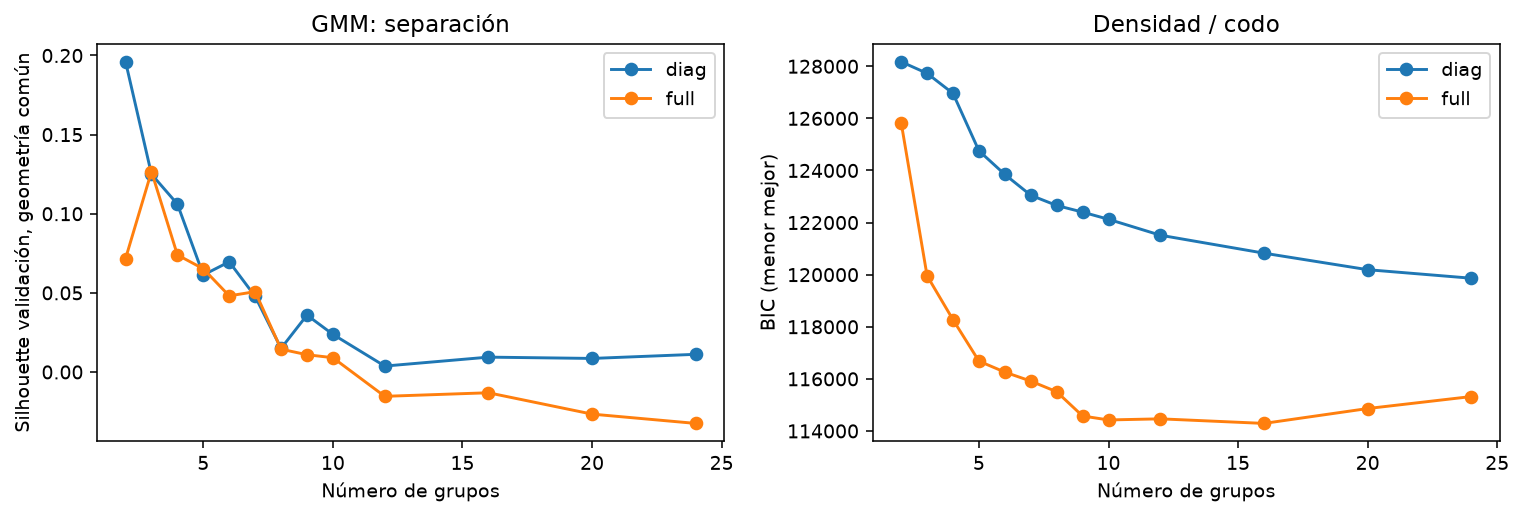 GMM: separación
Silhouette validación, geometría común
0.20
0.15
0.10
0.05
0.00
5
10
15
20
25
Número de grupos
diag
full
Densidad / codo
BIC (menor mejor)
128000
126000
124000
122000
120000
118000
116000
114000
5
10
15
20
25
Número de grupos
diag
full